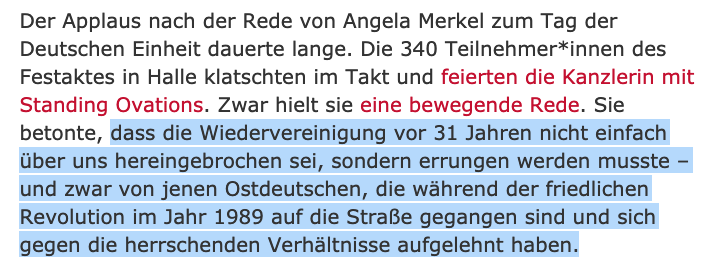 Der Applaus nach der Rede von Angela Merkel zum Tag der
Deutschen Einheit dauerte lange. Die 340 Teilnehmer*innen des
Festaktes in Halle klatschten im Takt und feierten die Kanzlerin mit
Standing Ovations. Zwar hielt sie eine bewegende Rede. Sie
betonte, dass die Wiedervereinigung vor 31 Jahren nicht einfach
über uns hereingebrochen sei, sondern errungen werden musste –
und zwar von jenen Ostdeutschen, die während der friedlichen
Revolution im Jahr 1989 auf die Straße gegangen sind und sich
gegen die herrschenden Verhältnisse aufgelehnt haben.